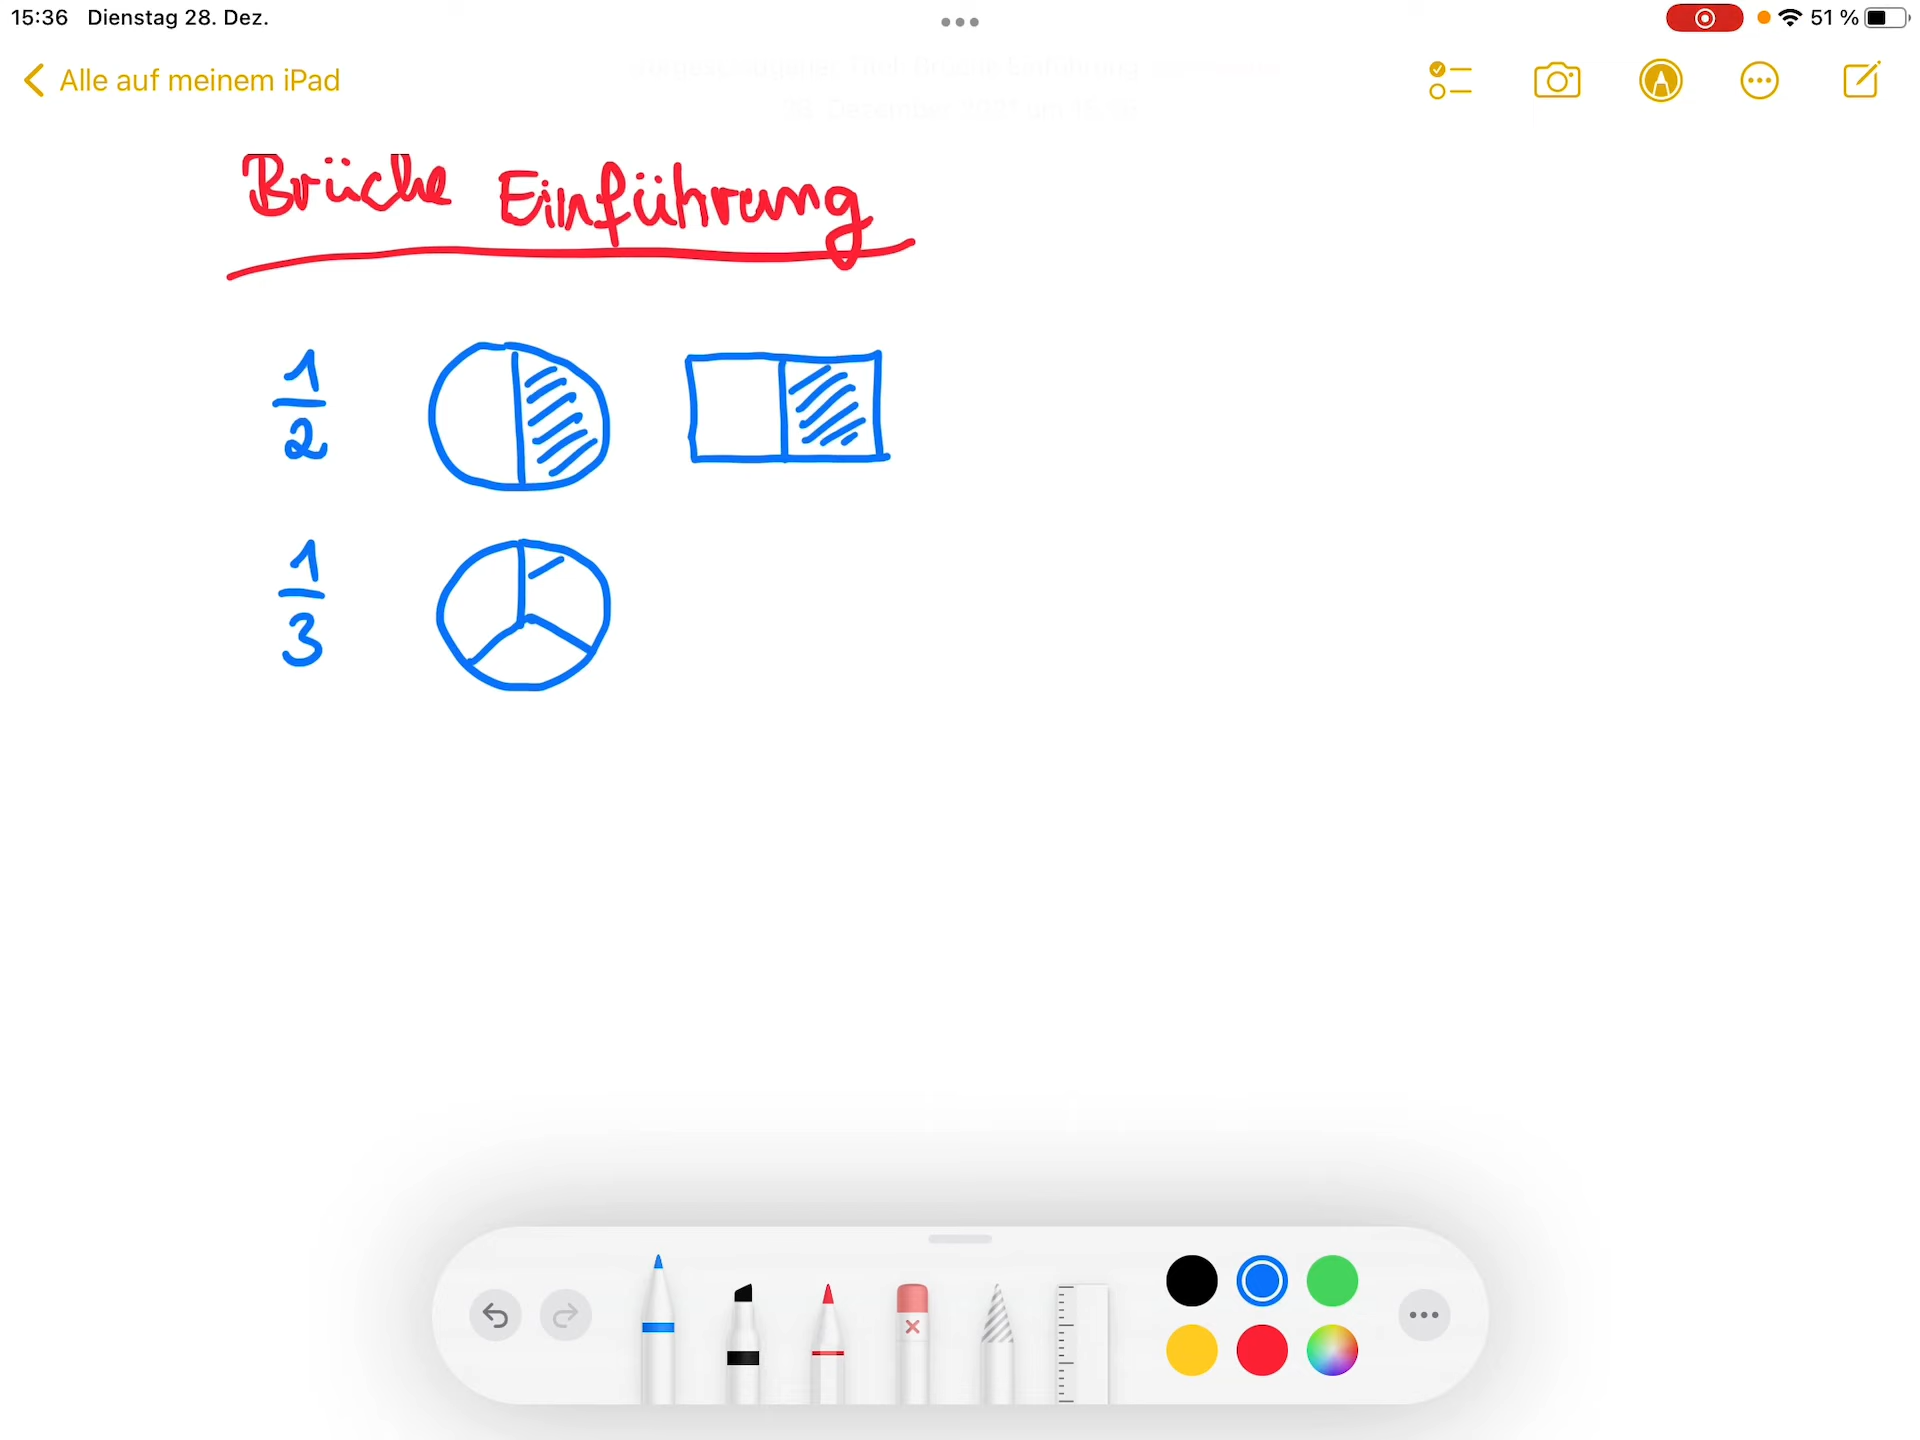 15:36 Dienstag 28. Dez.
51 %
Alle auf meinem iPad
Brüche Einführung
1
2
1
3